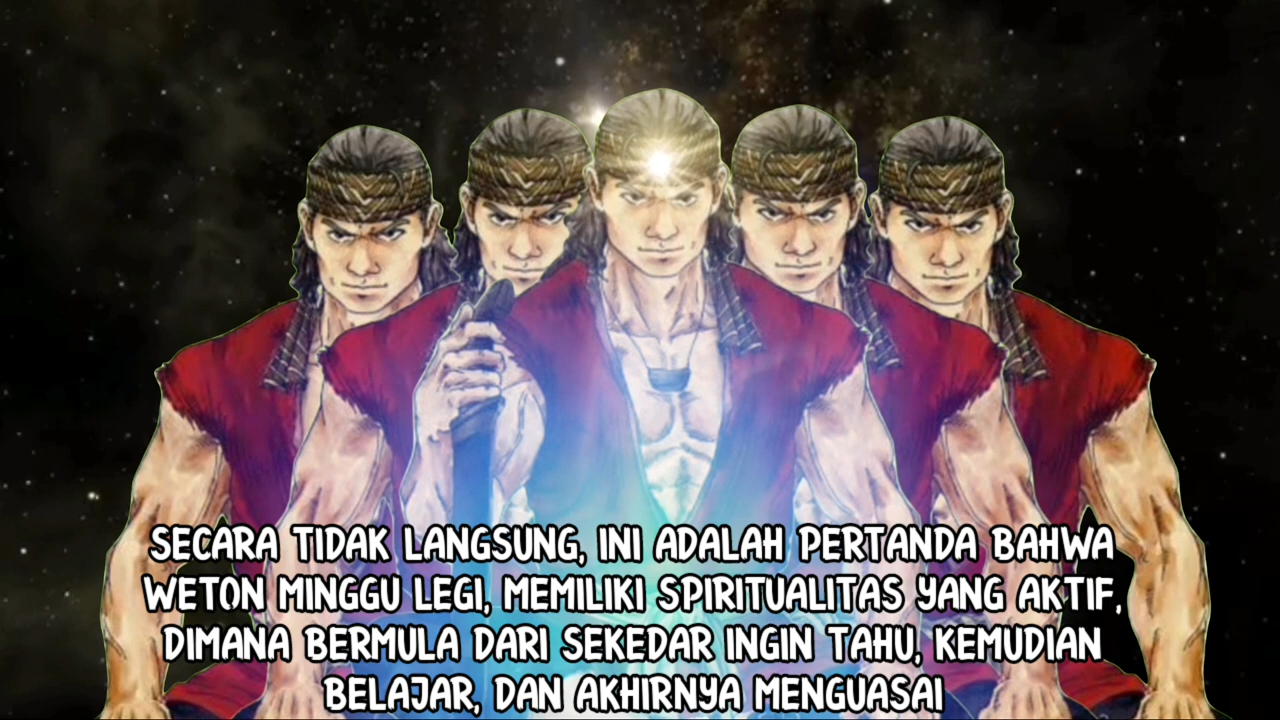 SECARA TIDAK LANGSUNG, INI ADALAH PERTANDA BAHWA
WETON MINGGU LEGI, MEMILIKI SPIRITUALITAS YANG AKTIF,
DIMANA BERMULA DARI SEKEDAR INGIN TAHU, KEMUDIAN
BELAJAR, DAN AKHIRNYA MENGUASAI